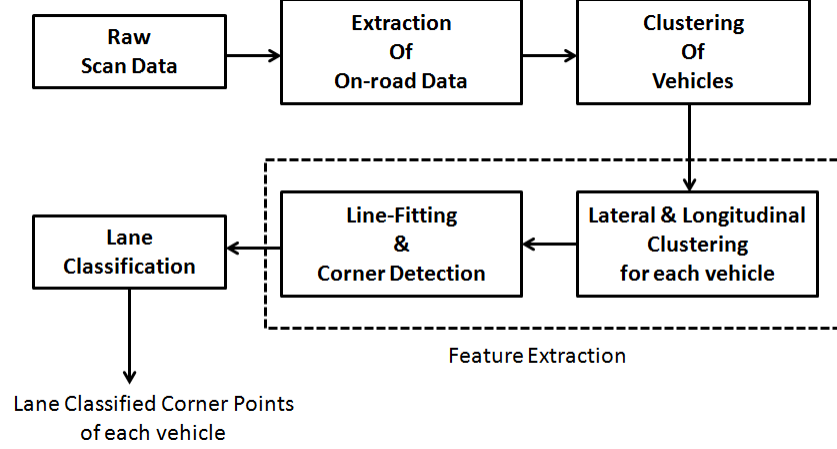 Raw
Scan Data
Extraction
Of
On-road Data
Clustering
Of
Vehicles
Lateral & Longitudinal
Clustering
for each vehicle
Line-Fitting
&
Corner Detection
Lane
Classification
Feature Extraction
Lane Classified Corner Points
of each vehicle